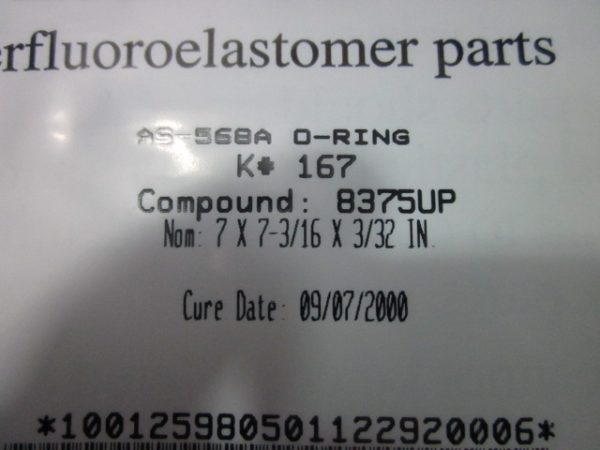 erfluoroelastomer parts
AS-568A O-RING
K# 167
Compound: 8375UP
Nom: 7 X 7-3/16 X 3/32 IN.
Cure Date: 09/07/2000
*100125980501122920006*